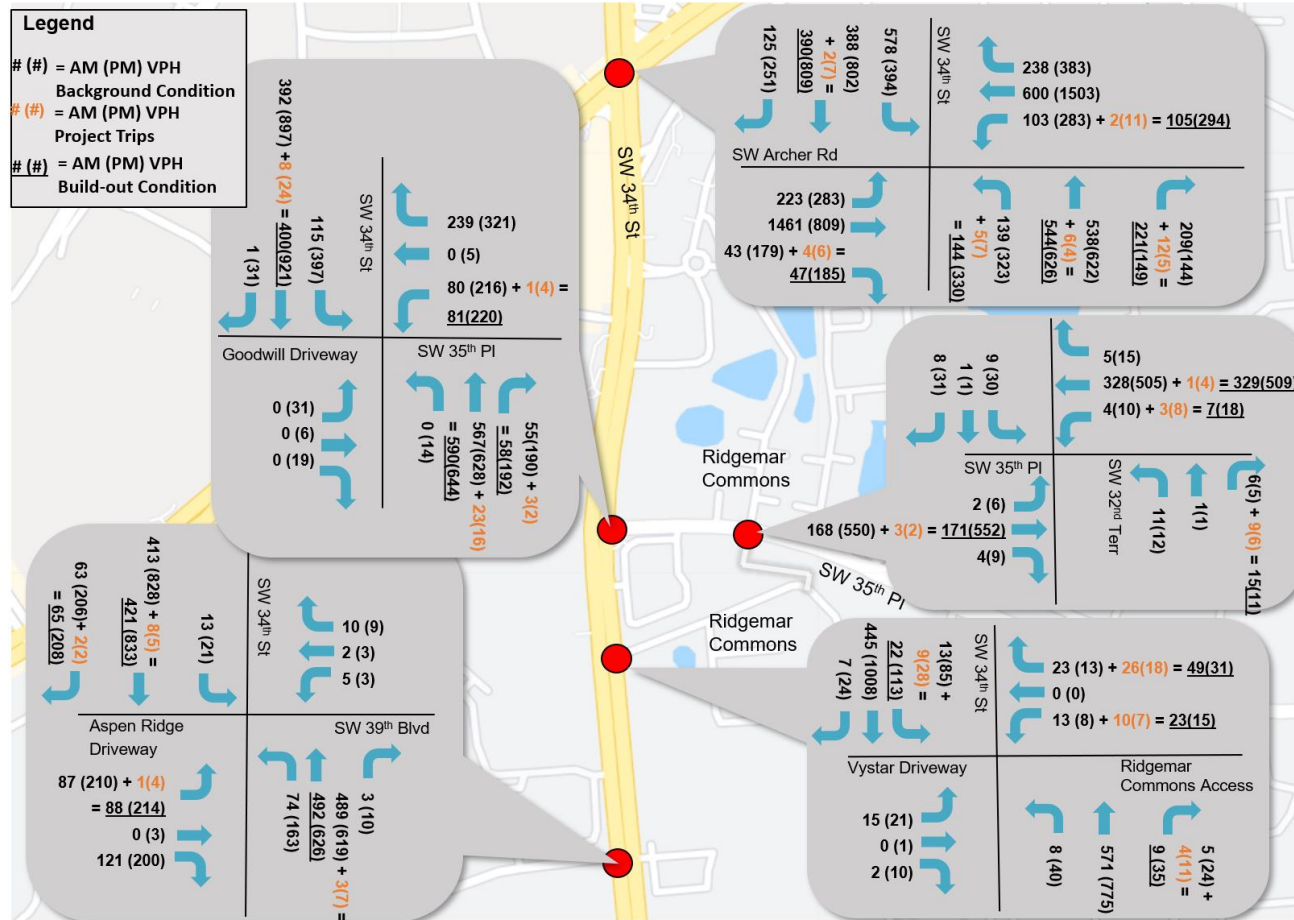 Legend
# (#) = AM (PM) VPH
Background Condition
# (#) = AM (PM) VPH
Project Trips
# (#) = AM (PM) VPH
Build-out Condition
1 (31)
392 (897) +8 (24) = 400(921)
115 (397)
SW 34th St
239 (321)
0 (5)
80 (216) + 1(4) =
81(220)
Goodwill Driveway
SW 35th Pl
0 (31)
0 (6)
0 (19)
0 (14)
567(628) + 23(16)
= 590(644)
55(190) + 3(2)
= 58(192)
125 (251)
388 (802)
+ 2(7) =
390(809)
578 (394)
SW 34th St
238 (383)
600 (1503)
103 (283) + 2(11) = 105(294)
SW Archer Rd
223 (283)
1461 (809)
43 (179) + 4(6) =
47(185)
139 (323)
+ 5(7)
= 144 (330)
538(622)
+ 6(4) =
544(626)
209(144)
+ 12(5) =
221(149)
SW 34th St
8 (31)
1 (1)
9 (30)
5(15)
328(505) + 1(4) = 329(509)
4(10) + 3(8) = 7(18)
SW 35th Pl
SW 32nd Terr
2 (6)
168 (550) + 3(2) = 171(552)
4(9)
11(12)
1(1)
6(5) + 9(6) = 15(11)
Ridgemar
Commons
SW 35th Pl
Ridgemar
Commons
63 (206)+ 2(2)
= 65 (208)
413 (828) + 8(5) =
421 (833)
13 (21)
SW 34th St
10 (9)
2 (3)
5 (3)
Aspen Ridge
Driveway
SW 39th Blvd
87 (210) + 1(4)
= 88 (214)
0 (3)
121 (200)
74 (163)
489 (619) + 3(7) =
492 (626)
3 (10)
7 (24)
445 (1008)
13(85) +
9(28) =
22 (113)
SW 34th St
23 (13) + 26(18) = 49(31)
0 (0)
13 (8) + 10(7) = 23(15)
Vystar Driveway
Ridgemar
Commons Access
15 (21)
0 (1)
2 (10)
8 (40)
571 (775)
5 (24) +
4(11) =
9 (35)